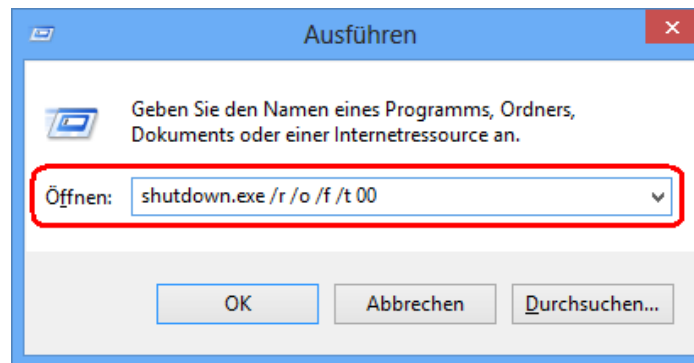 Ausführen
Geben Sie den Namen eines Programms, Ordners,
Dokuments oder einer Internetressource an.
Öffnen: shutdown.exe /r /o /f /t 00
OK Abbrechen Durchsuchen...